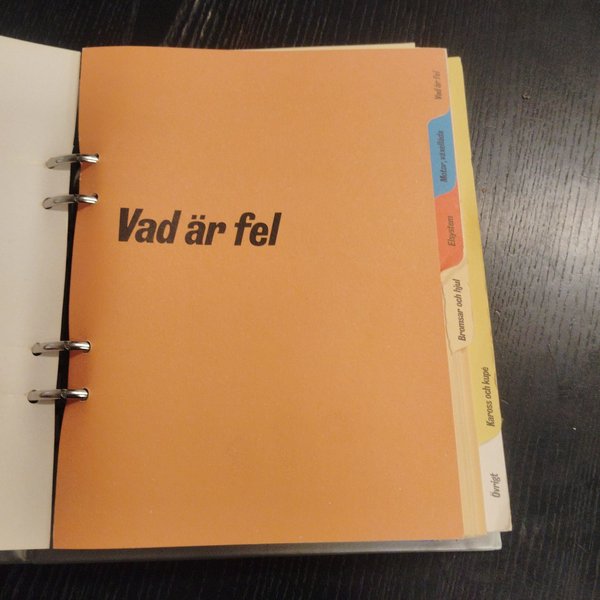 Vad är fel
Vad är fel
Motor, växellåda
Elsystem
Bromsar och hjul
Kaross och kupé
Övrigt